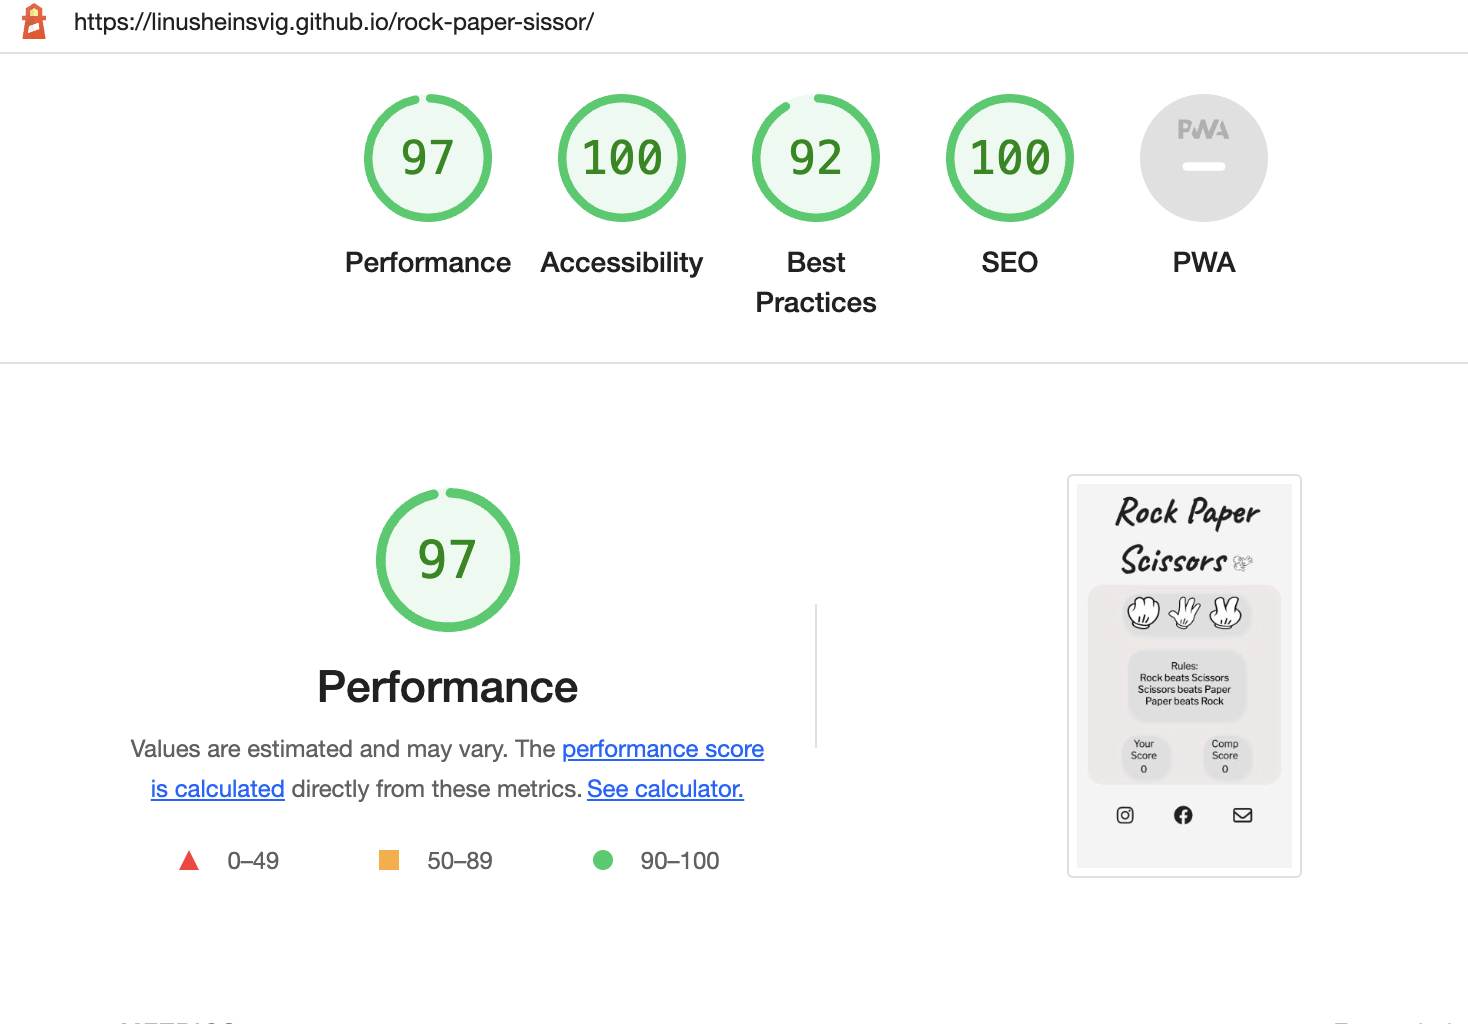 https://linusheinsvig.github.io/rock-paper-sissor/
97
100
92
100
PWA
Performance
Accessibility
Best
Practices
SEO
PWA
97
Performance
Values are estimated and may vary. The performance score
is calculated directly from these metrics. See calculator.
0–49
50–89
90–100
Rock Paper
Scissors
Rules:
Rock beats Scissors
Scissors beats Paper
Paper beats Rock
Your
Score
0
Comp
Score
0